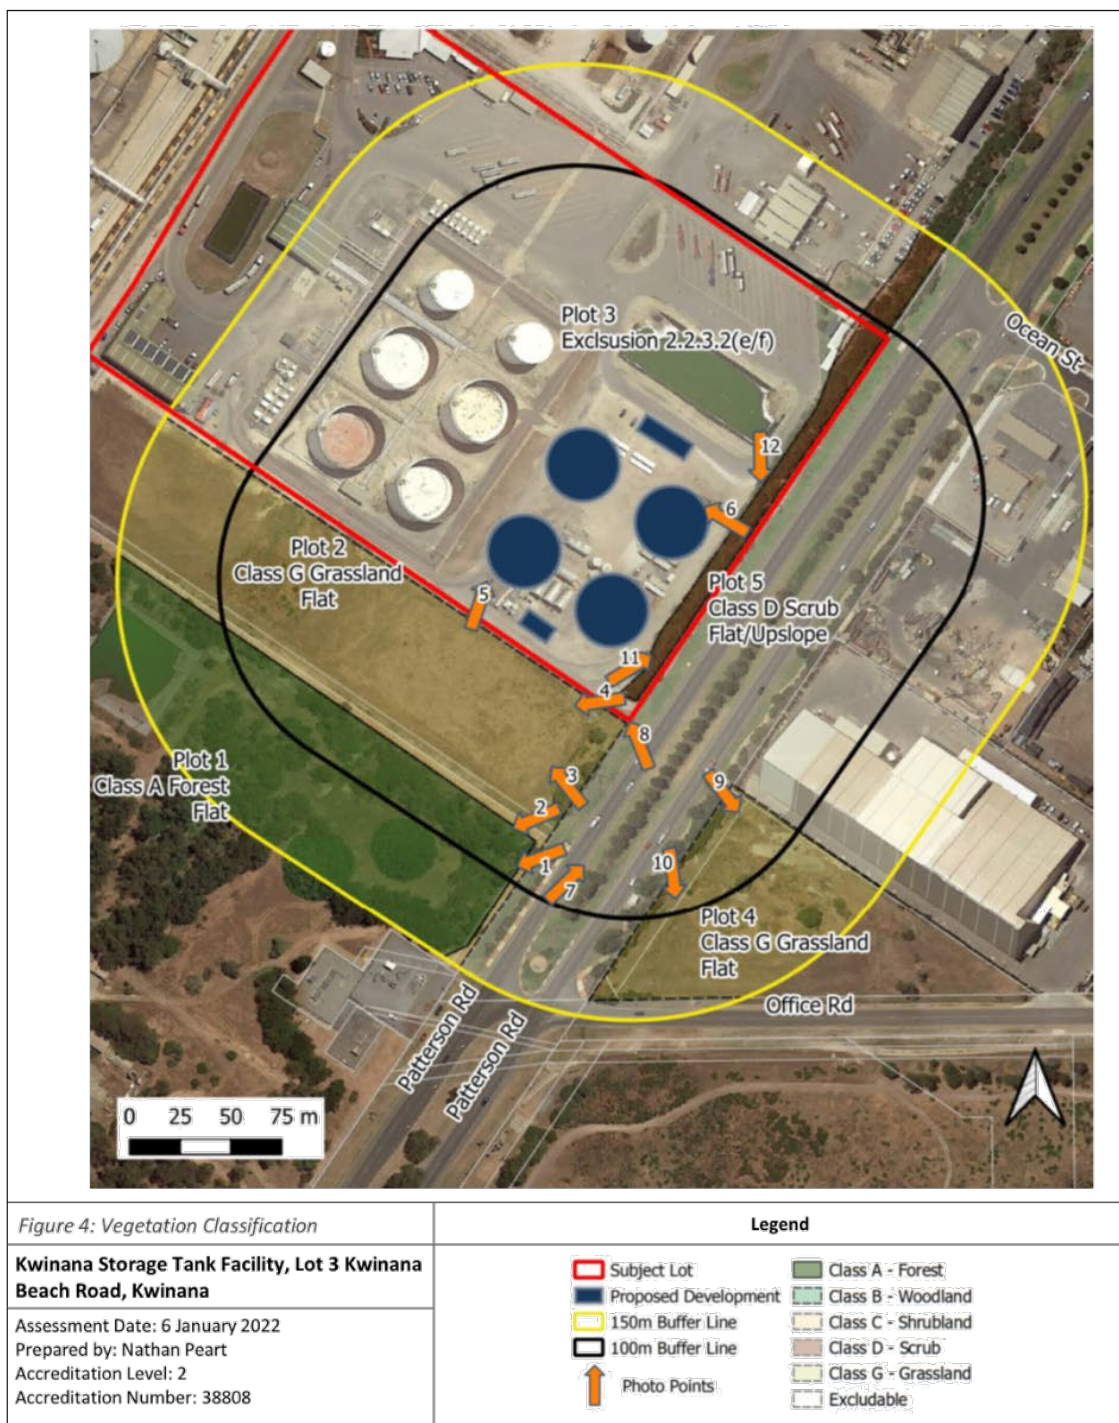 Ocean St
Plot 3
Exclsusion 2.2.3.2(e/f)
12
6
Plot 2
Class G Grassland
Flat
5
Plot 5
Class D Scrub
Flat/Upslope
11
4
8
Plot 1
Class A Forest
Flat
3
9
2
1
10
7
Plot 4
Class G Grassland
Flat
Office Rd
Patterson Rd
Patterson Rd
0 25 50 75 m
Figure 4: Vegetation Classification
Kwinana Storage Tank Facility, Lot 3 Kwinana
Beach Road, Kwinana
Assessment Date: 6 January 2022
Prepared by: Nathan Peart
Accreditation Level: 2
Accreditation Number: 38808
Legend
Subject Lot
Proposed Development
150m Buffer Line
100m Buffer Line
Photo Points
Class A - Forest
Class B - Woodland
Class C - Shrubland
Class D - Scrub
Class G - Grassland
Excludable